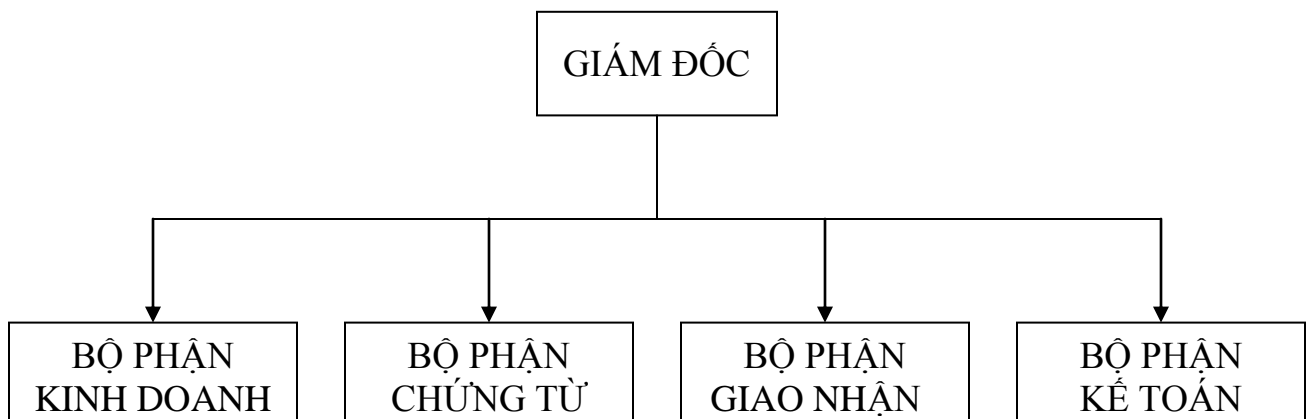 GIÁM ĐỐC
BỘ PHẬN
KINH DOANH
BỘ PHẬN
CHỨNG TỪ
BỘ PHẬN
GIAO NHẬN
BỘ PHẬN
KẾ TOÁN